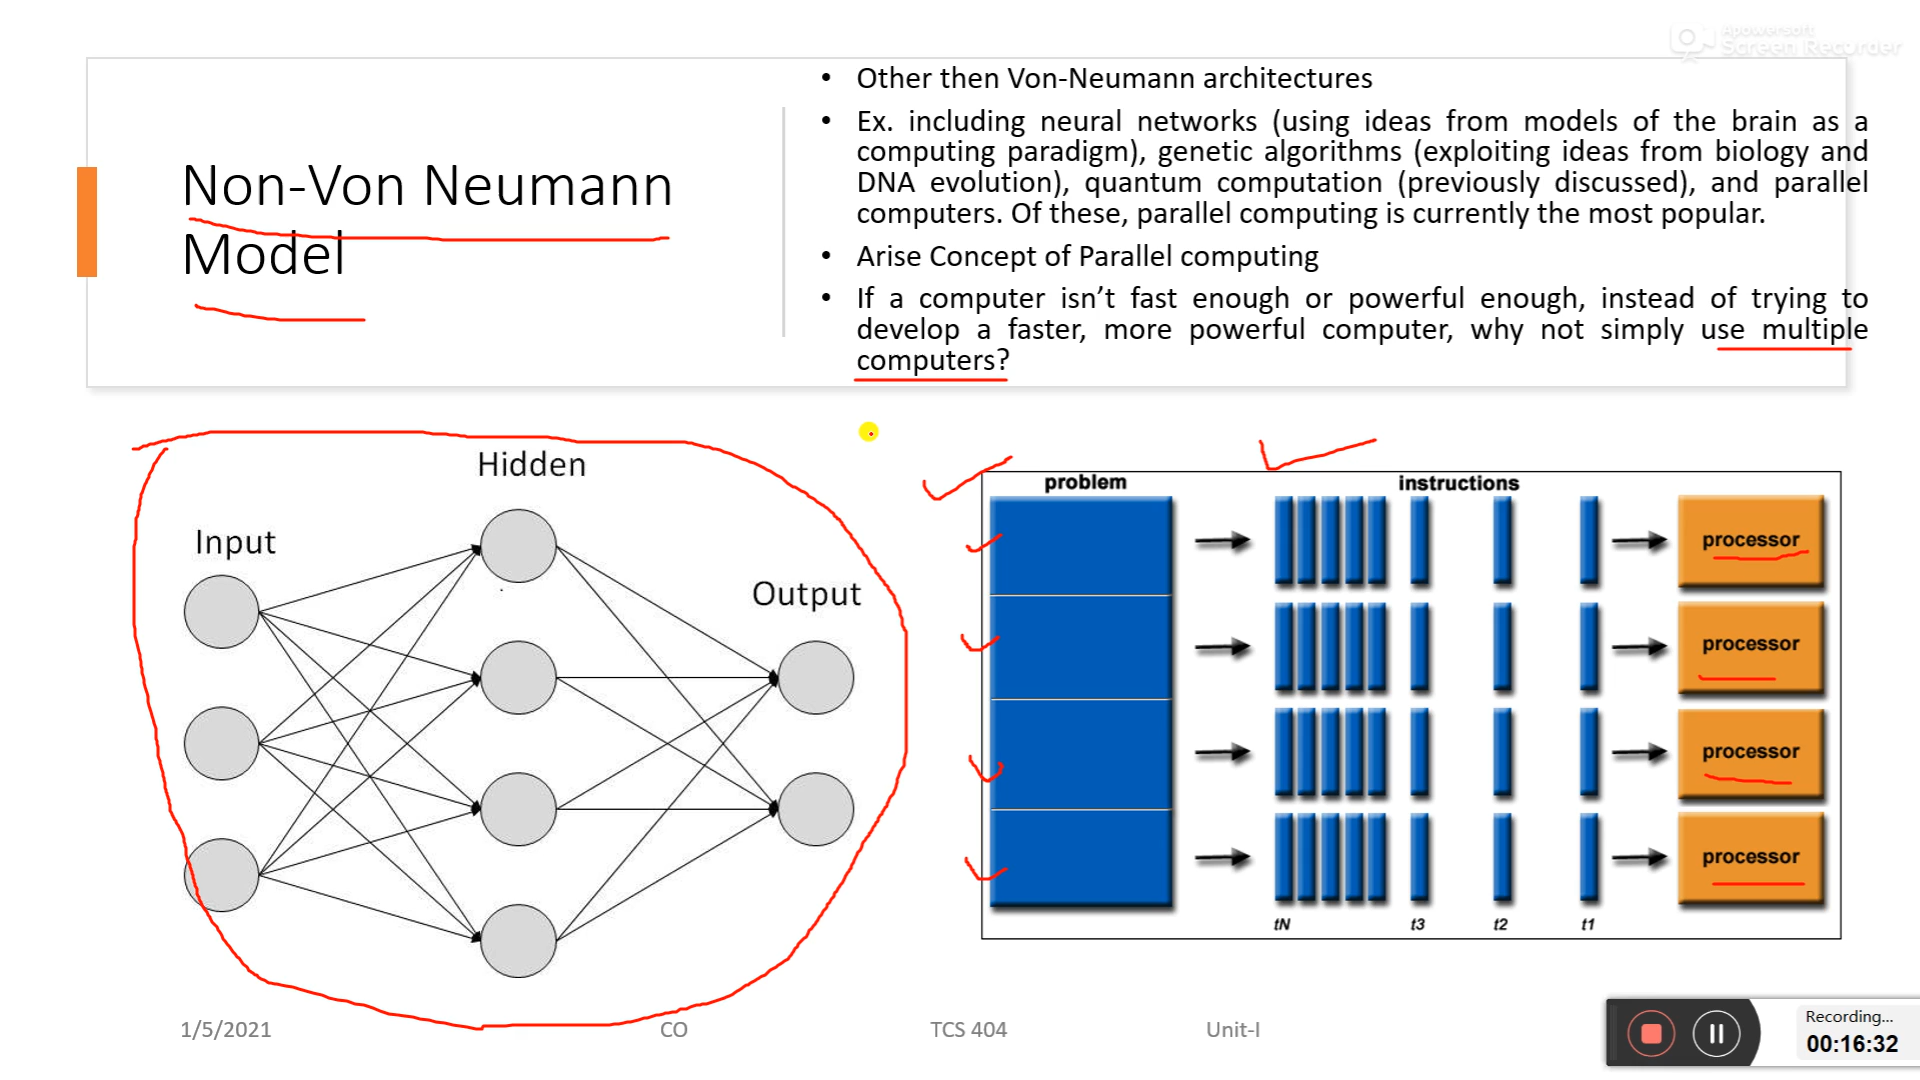 Apowersoft
Screen Recorder
Non-Von Neumann
Model
• Other then Von-Neumann architectures
• Ex. including neural networks (using ideas from models of the brain as a
computing paradigm), genetic algorithms (exploiting ideas from biology and
DNA evolution), quantum computation (previously discussed), and parallel
computers. Of these, parallel computing is currently the most popular.
• Arise Concept of Parallel computing
• If a computer isn’t fast enough or powerful enough, instead of trying to
develop a faster, more powerful computer, why not simply use multiple
computers?
Hidden
Input
Output
problem
instructions
processor
processor
processor
processor
tN t3 t2 t1
1/5/2021 CO TCS 404 Unit-I
Recording...
00:16:32